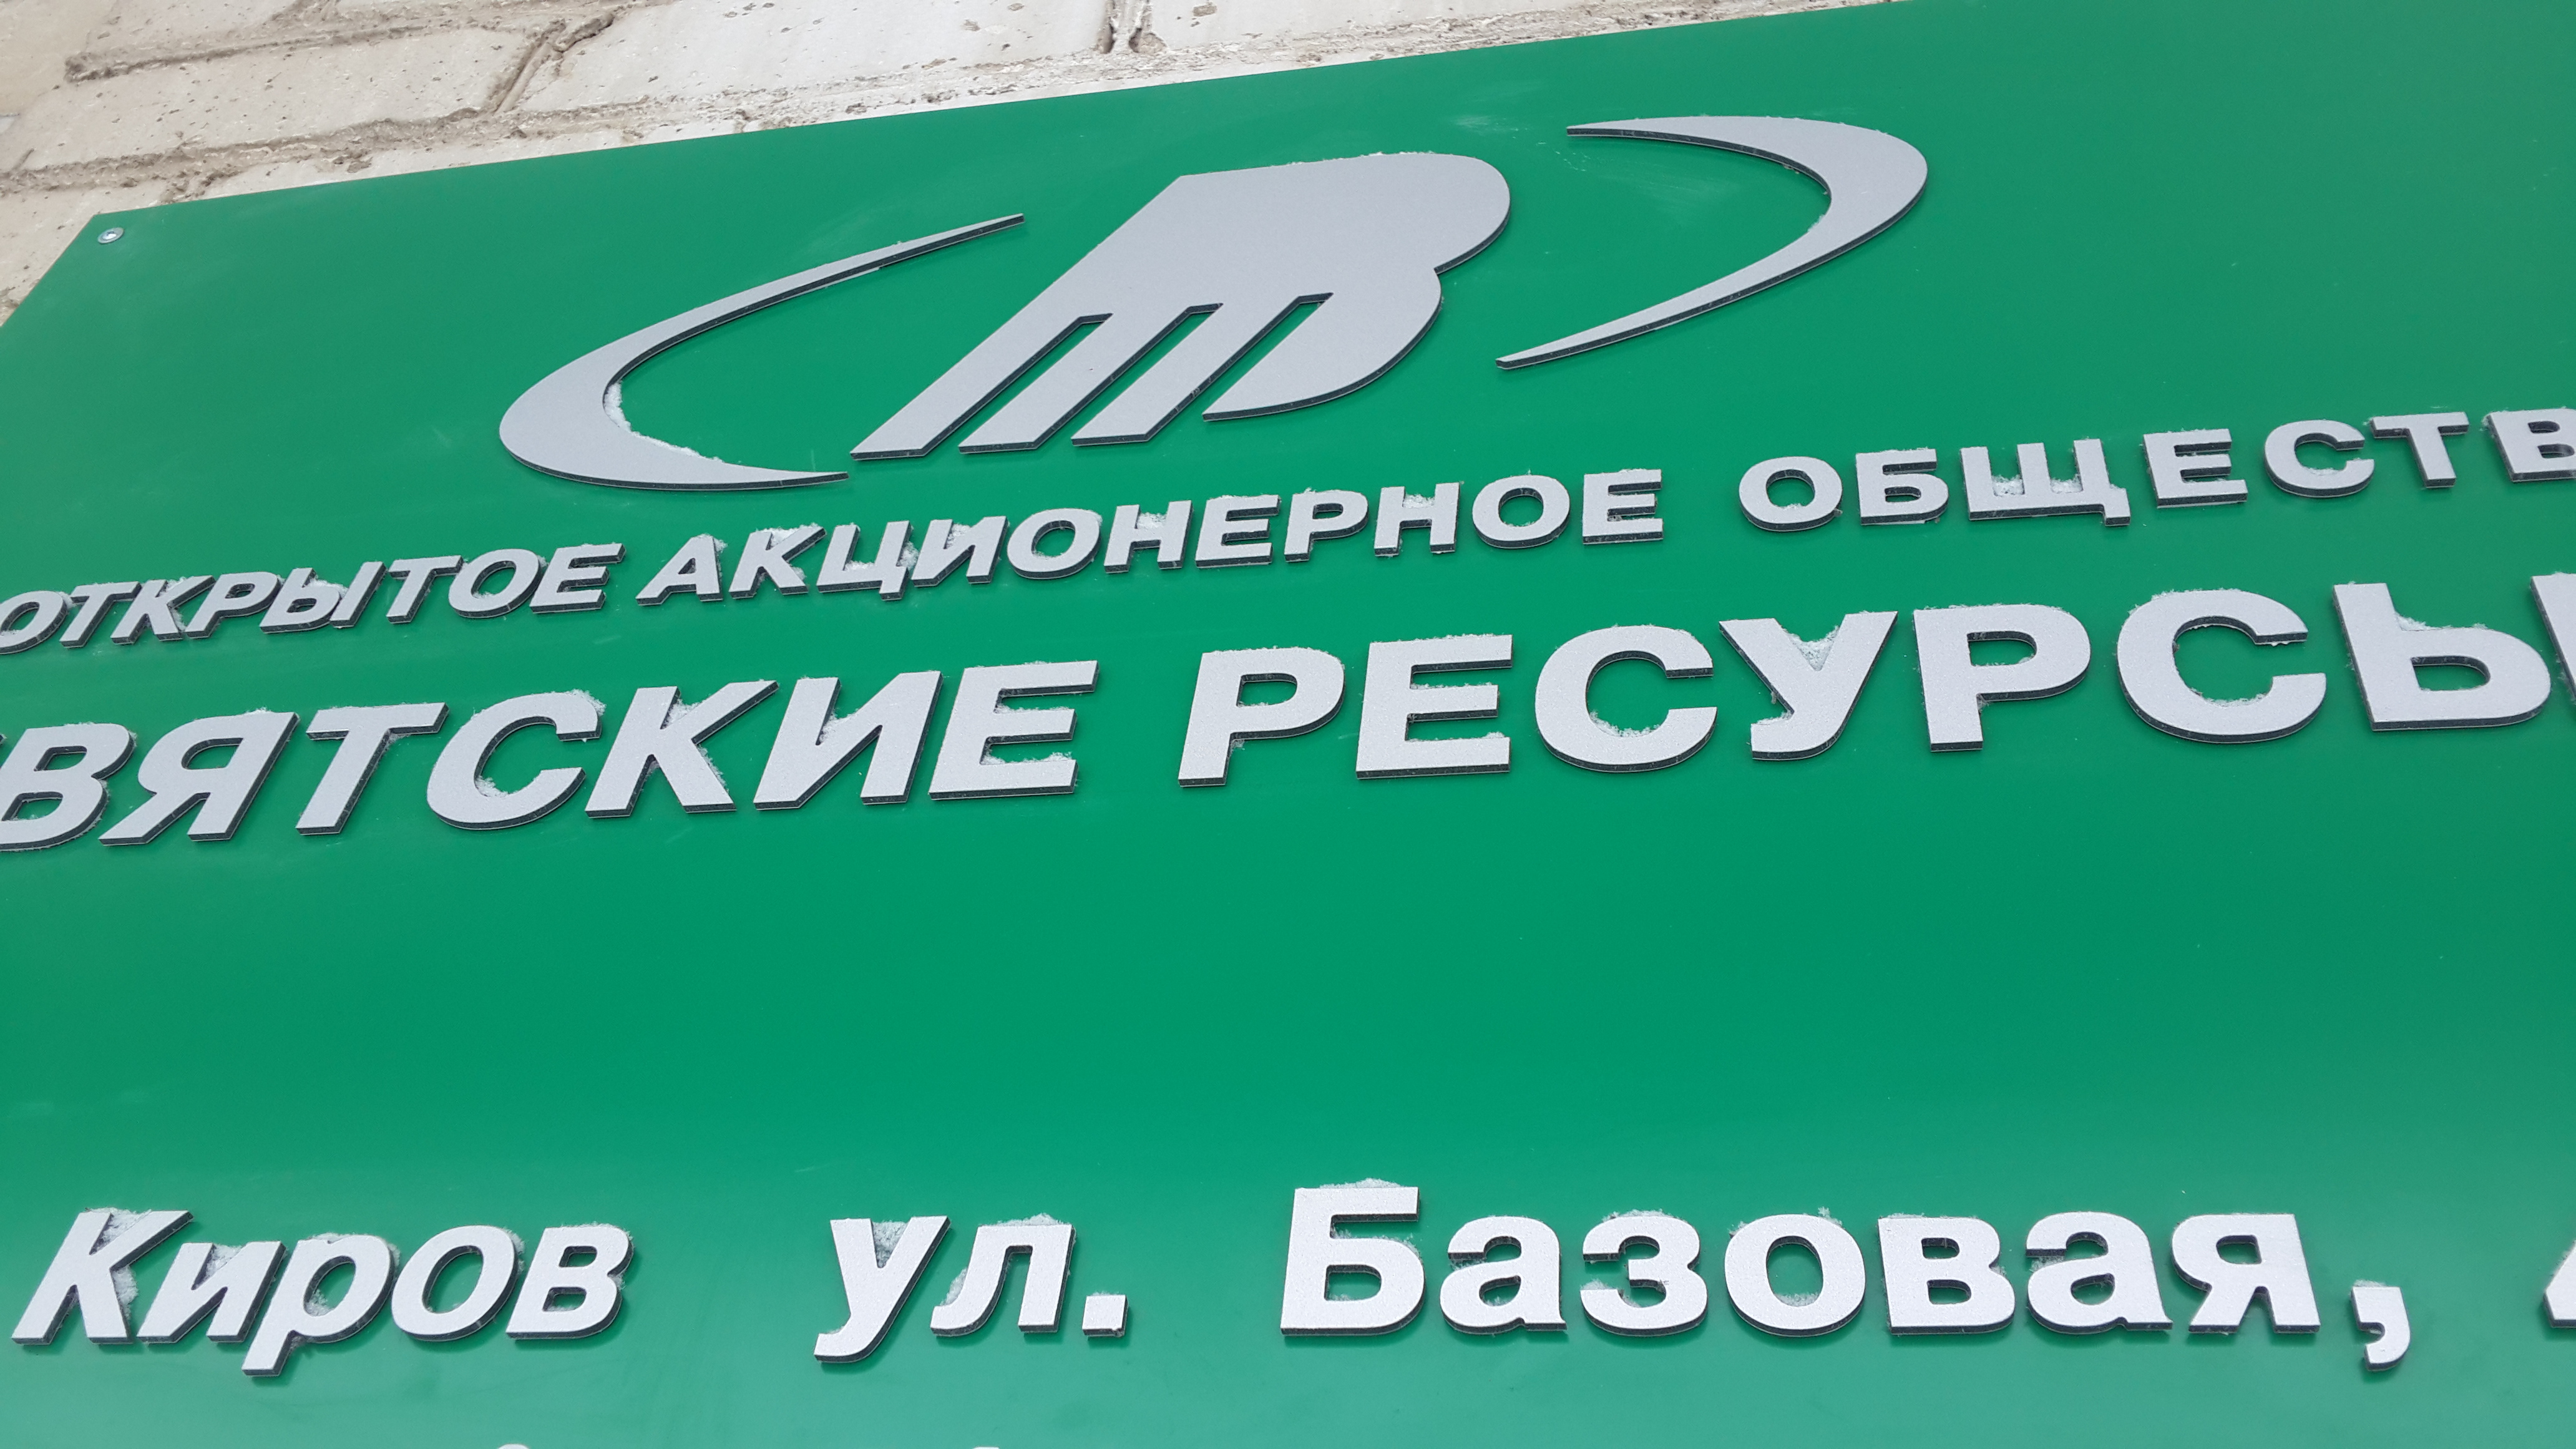 ОТКРЫТОЕ АКЦИОНЕРНОЕ ОБЩЕСТВ
ВЯТСКИЕ РЕСУРСЫ
Киров ул. Базовая,